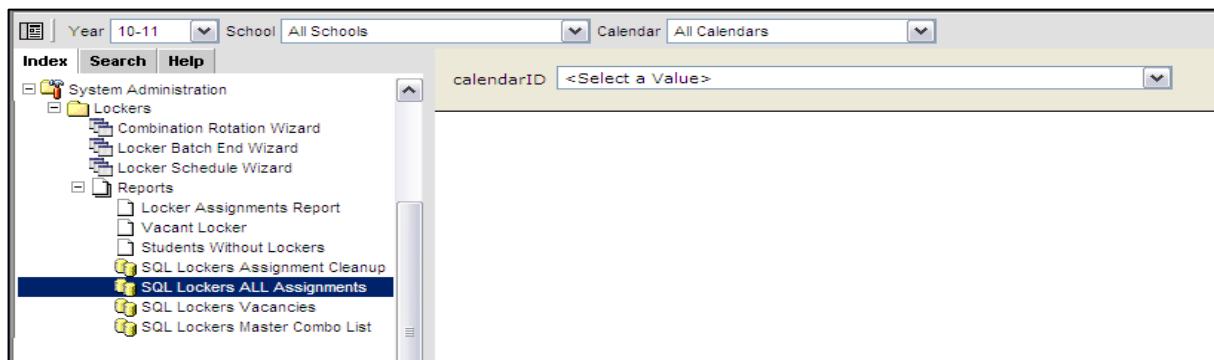 Year 10-11 School All Schools Calendar All Calendars
Index Search Help
calendarID <Select a Value>
System Administration
Lockers
Combination Rotation Wizard
Locker Batch End Wizard
Locker Schedule Wizard
Reports
Locker Assignments Report
Vacant Locker
Students Without Lockers
SQL Lockers Assignment Cleanup
SQL Lockers ALL Assignments
SQL Lockers Vacancies
SQL Lockers Master Combo List